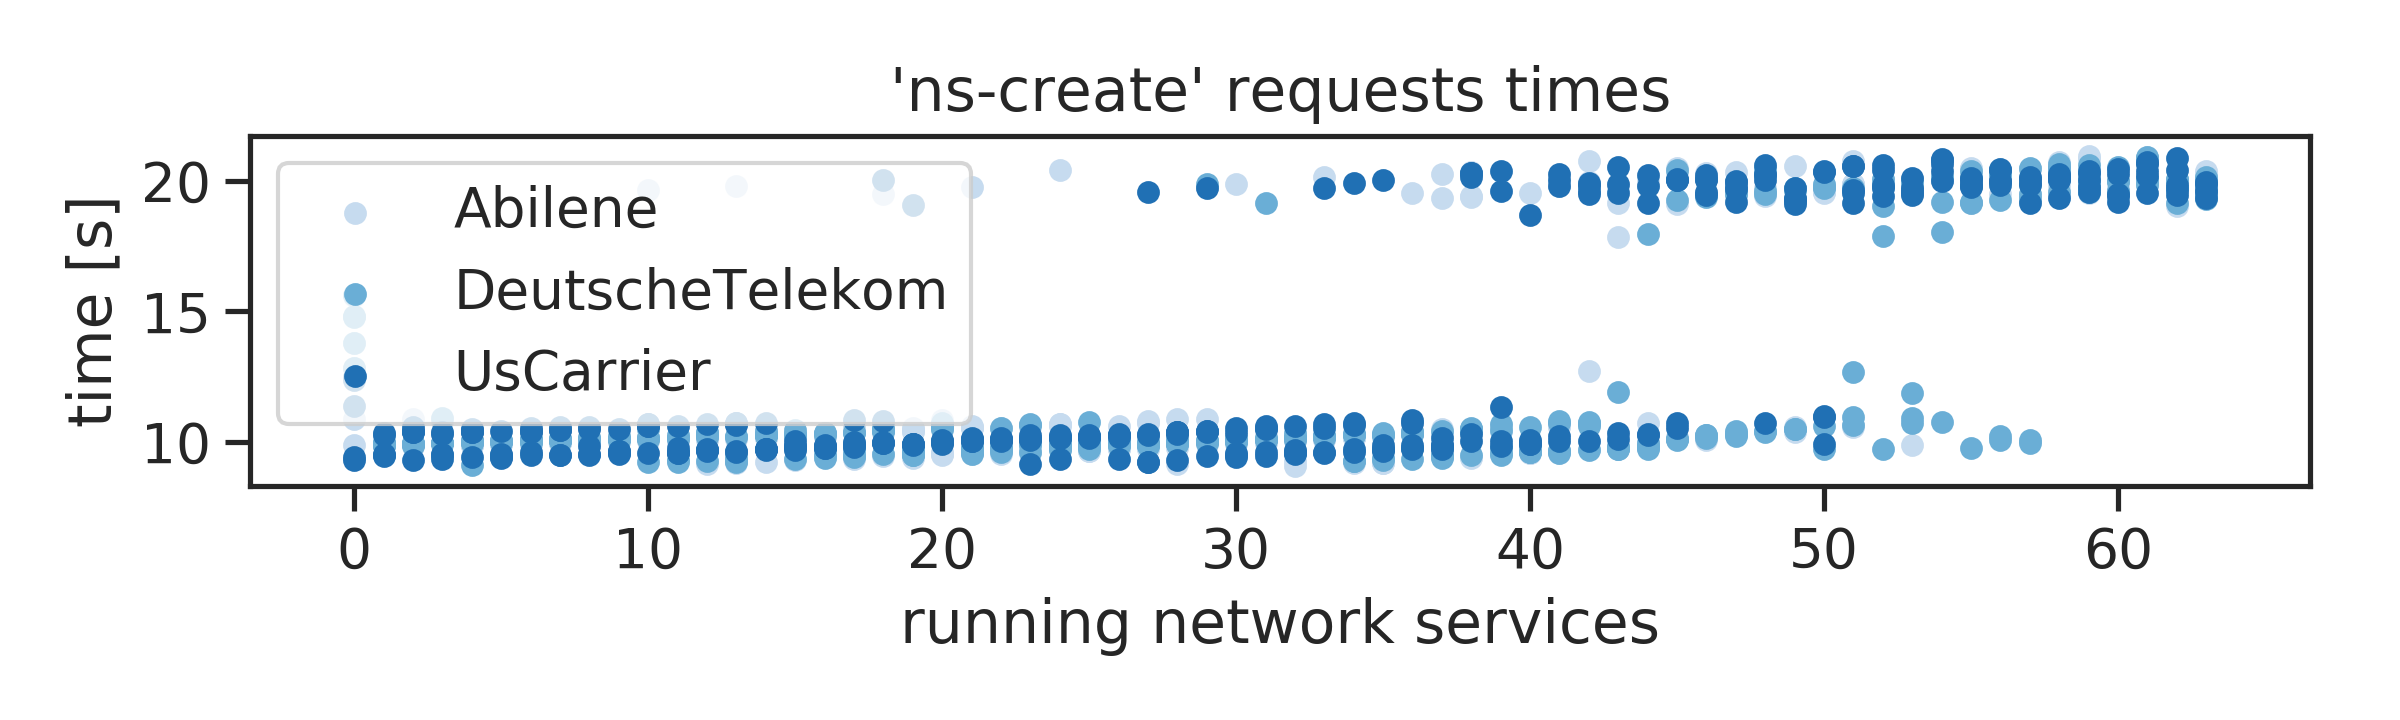 'ns-create' requests times
time [s]
20
15
10
Abilene
DeutscheTelekom
UsCarrier
0 10 20 30 40 50 60
running network services